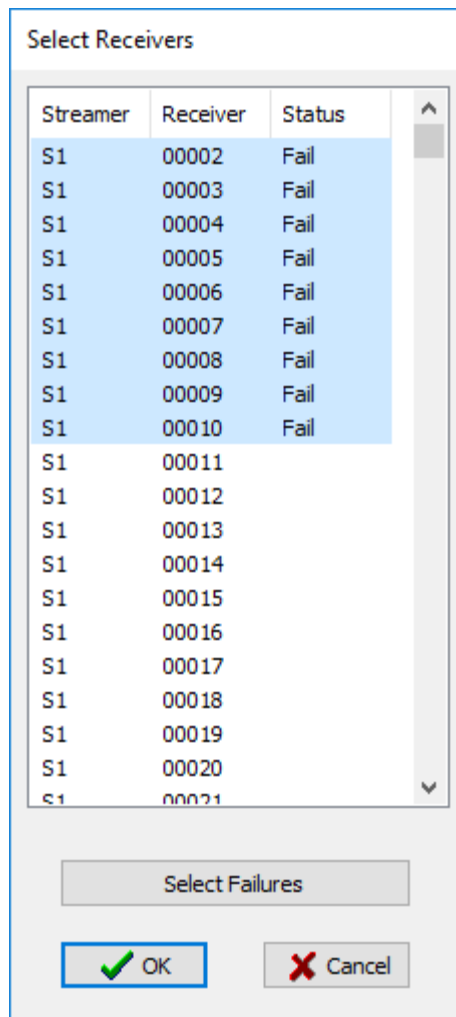 Select Receivers
Streamer Receiver Status
S1 00002 Fail
S1 00003 Fail
S1 00004 Fail
S1 00005 Fail
S1 00006 Fail
S1 00007 Fail
S1 00008 Fail
S1 00009 Fail
S1 00010 Fail
S1 00011
S1 00012
S1 00013
S1 00014
S1 00015
S1 00016
S1 00017
S1 00018
S1 00019
S1 00020
S1 00021
Select Failures
OK Cancel